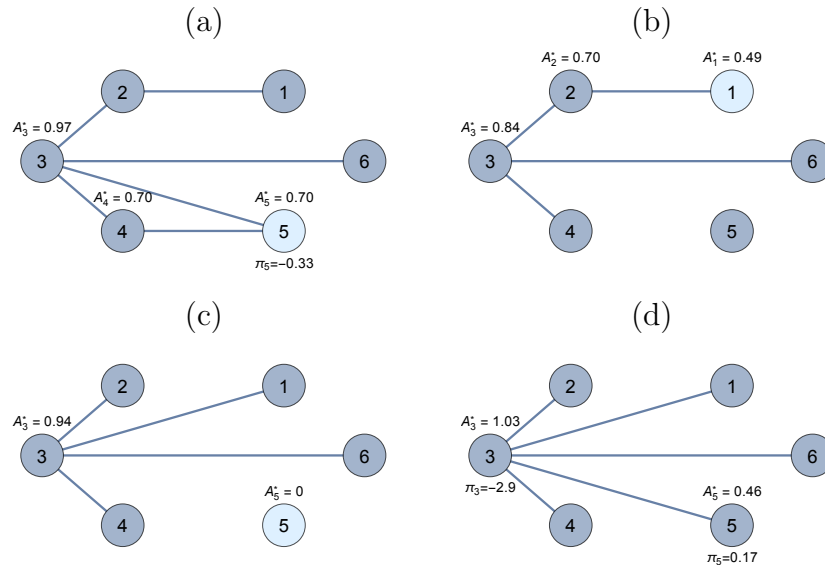 (a)
(b)
A*₂ = 0.70
A*₁ = 0.49
2
1
2
1
A*₃ = 0.97
A*₃ = 0.84
3
6
3
6
A*₄ = 0.70
A*₅ = 0.70
4
5
4
5
π₅=−0.33
(c)
(d)
2
1
2
1
A*₃ = 0.94
A*₃ = 1.03
3
6
3
6
π₃=−2.9
A*₅ = 0
A*₅ = 0.46
4
5
4
5
π₅=0.17